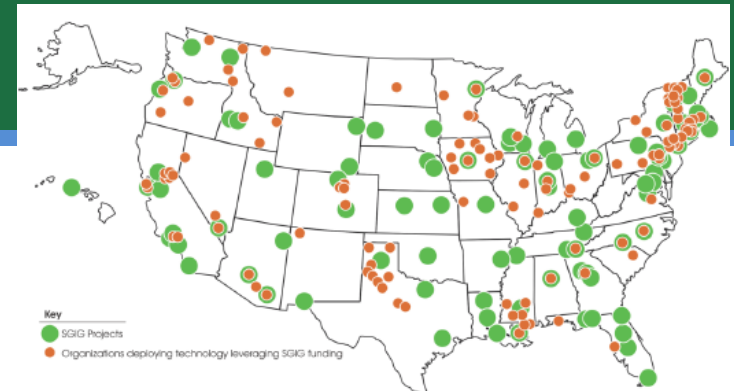 Key
SGIG Projects
Organizations deploying technology leveraging SGIG funding